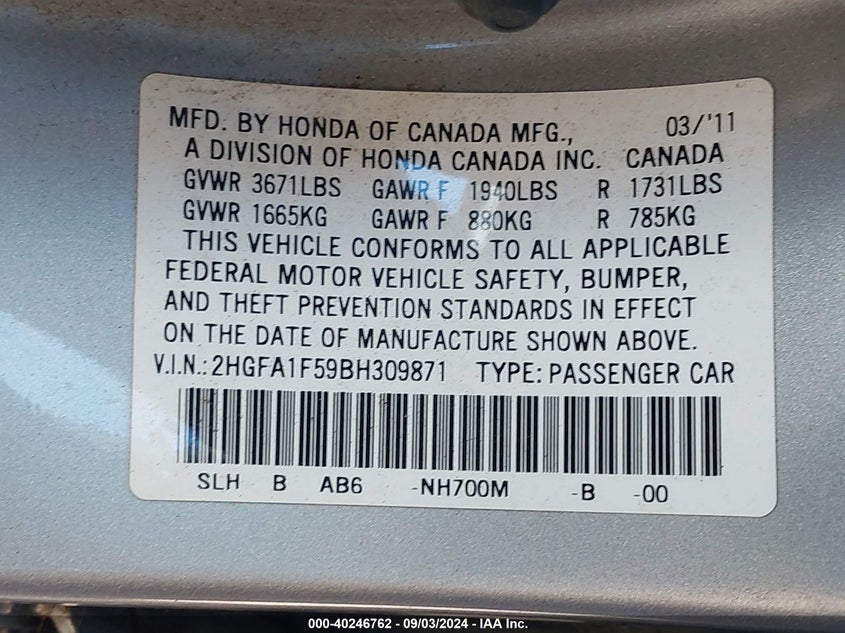 MFD. BY HONDA OF CANADA MFG., 03/'11
A DIVISION OF HONDA CANADA INC. CANADA
GVWR 3671LBS GAWR F 1940LBS R 1731LBS
GVWR 1665KG GAWR F 880KG R 785KG
THIS VEHICLE CONFORMS TO ALL APPLICABLE
FEDERAL MOTOR VEHICLE SAFETY, BUMPER,
AND THEFT PREVENTION STANDARDS IN EFFECT
ON THE DATE OF MANUFACTURE SHOWN ABOVE.
V.I.N.: 2HGFA1F59BH309871 TYPE: PASSENGER CAR
SLH B AB6 -NH700M -B -00
000-40246762 - 09/03/2024 - IAA Inc.